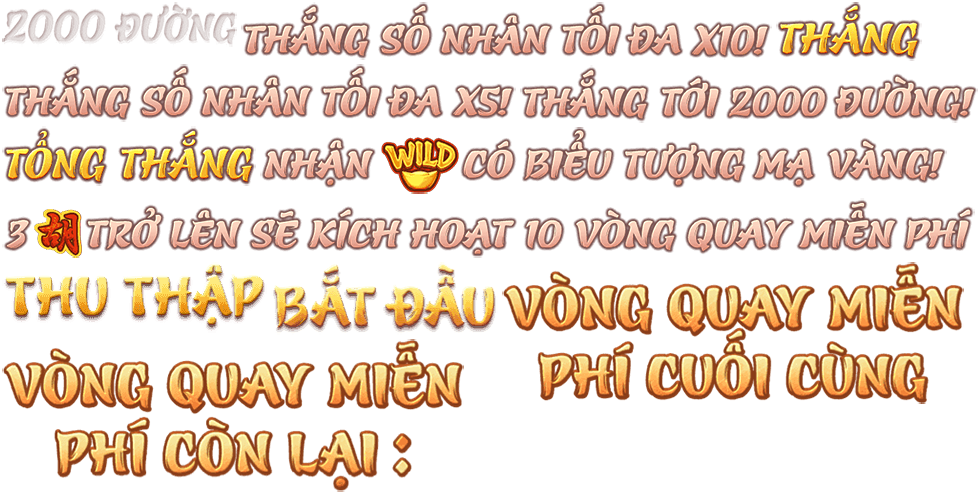 2000 ĐƯỜNG
THẮNG SỐ NHÂN TỐI ĐA X10!
THẮNG
THẮNG SỐ NHÂN TỐI ĐA X5!
THẮNG TỚI 2000 ĐƯỜNG!
TỔNG THẮNG
NHẬN WILD CÓ BIỂU TƯỢNG MẠ VÀNG!
3 胡 TRỞ LÊN SẼ KÍCH HOẠT 10 VÒNG QUAY MIỄN PHÍ
THU THẬP
BẮT ĐẦU
VÒNG QUAY MIỄN
PHÍ CUỐI CÙNG
VÒNG QUAY MIỄN
PHÍ CÒN LẠI :